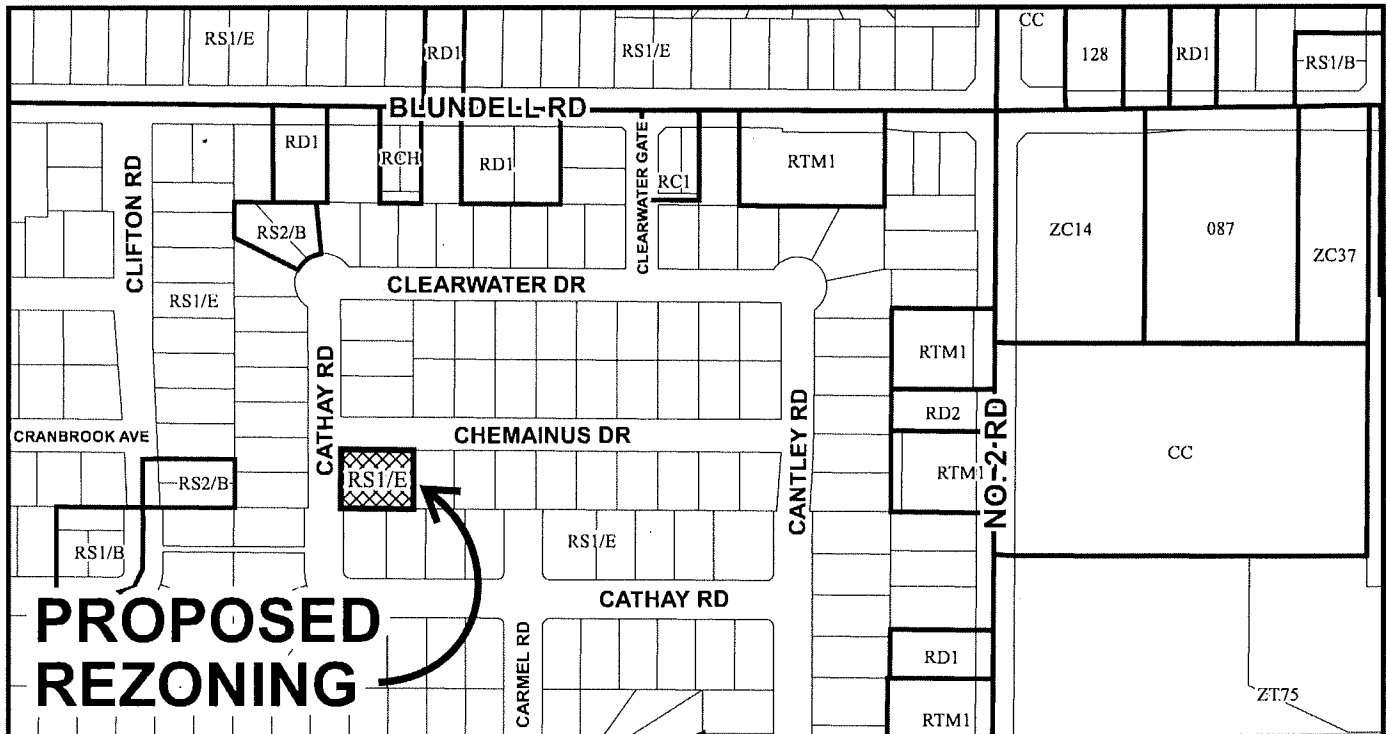 RS1/E
RD1
RS1/E
CC
128
RD1
RS1/B
BLUNDELL RD
CLIFTON RD
RD1
RCH
RD1
CLEARWATER GATE
RC1
RTM1
RS2/B
ZC14
087
ZC37
CLEARWATER DR
RS1/E
CATHAY RD
RTM1
RD2
CRANBROOK AVE
CHEMAINUS DR
CANTLEY RD
NO. 2 RD
CC
RS2/B
RS1/E
RTM1
RS1/B
RS1/E
PROPOSED
REZONING
CATHAY RD
CARMEL RD
RD1
RTM1
ZT75